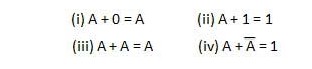 (i) A + 0 = A (ii) A + 1 = 1
(iii) A + A = A (iv) A + A̅ = 1